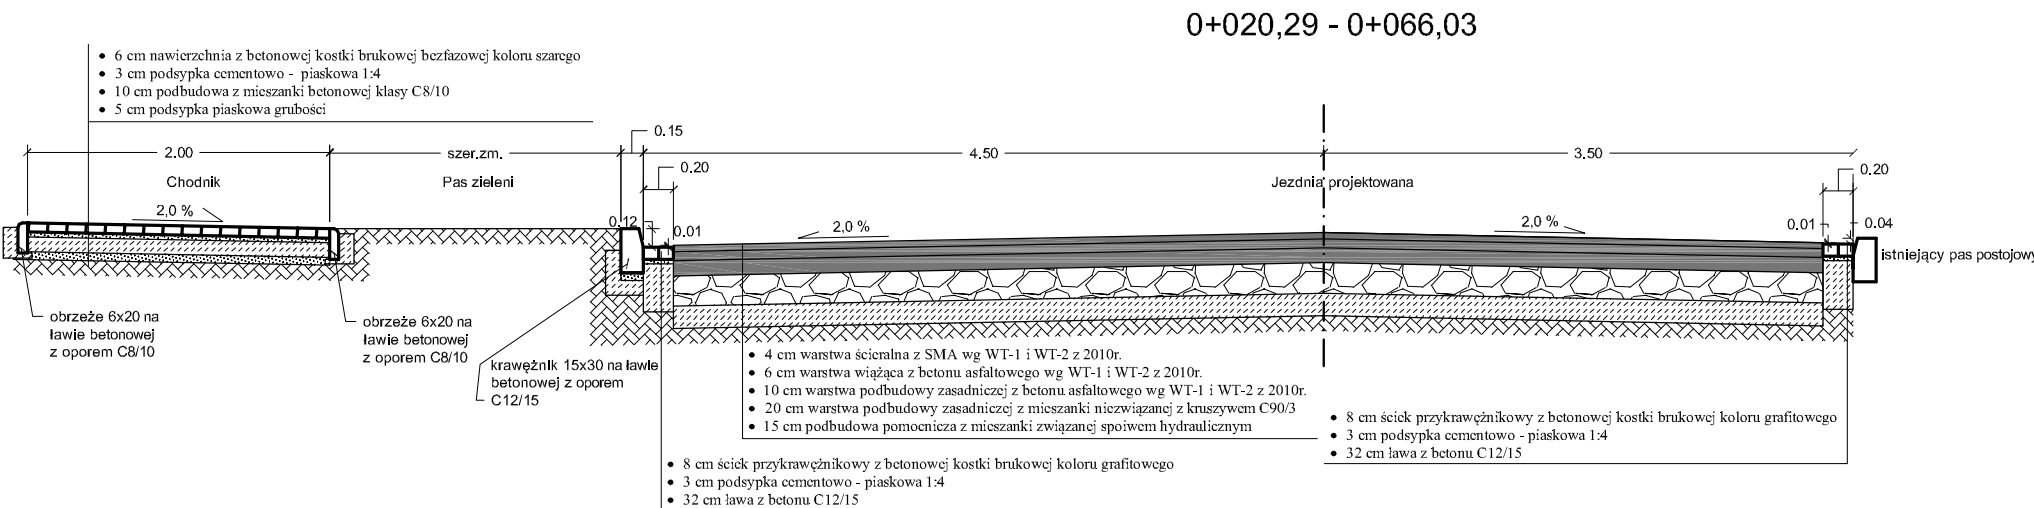 0+020,29 - 0+066,03
• 6 cm nawierzchnia z betonowej kostki brukowej bezfazowej koloru szarego
• 3 cm podsypka cementowo - piaskowa 1:4
• 10 cm podbudowa z mieszanki betonowej klasy C8/10
• 5 cm podsypka piaskowa grubości
0.15
2.00
szer.zm.
4.50
3.50
0.20
0.20
Chodnik
Pas zieleni
Jezdnia projektowana
2,0 %
0.12
0.01
2,0 %
2,0 %
0.01
0.04
istniejący pas postojowy
obrzeże 6x20 na
ławie betonowej
z oporem C8/10
obrzeże 6x20 na
ławie betonowej
z oporem C8/10
krawężnik 15x30 na ławie
betonowej z oporem
C12/15
• 4 cm warstwa ścieralna z SMA wg WT-1 i WT-2 z 2010r.
• 6 cm warstwa wiążąca z betonu asfaltowego wg WT-1 i WT-2 z 2010r.
• 10 cm warstwa podbudowy zasadniczej z betonu asfaltowego wg WT-1 i WT-2 z 2010r.
• 20 cm warstwa podbudowy zasadniczej z mieszanki niezwiązanej z kruszywem C90/3
• 15 cm podbudowa pomocnicza z mieszanki związanej spoiwem hydraulicznym
• 8 cm ściek przykrawężnikowy z betonowej kostki brukowej koloru grafitowego
• 3 cm podsypka cementowo - piaskowa 1:4
• 32 cm ława z betonu C12/15
• 8 cm ściek przykrawężnikowy z betonowej kostki brukowej koloru grafitowego
• 3 cm podsypka cementowo - piaskowa 1:4
• 32 cm ława z betonu C12/15